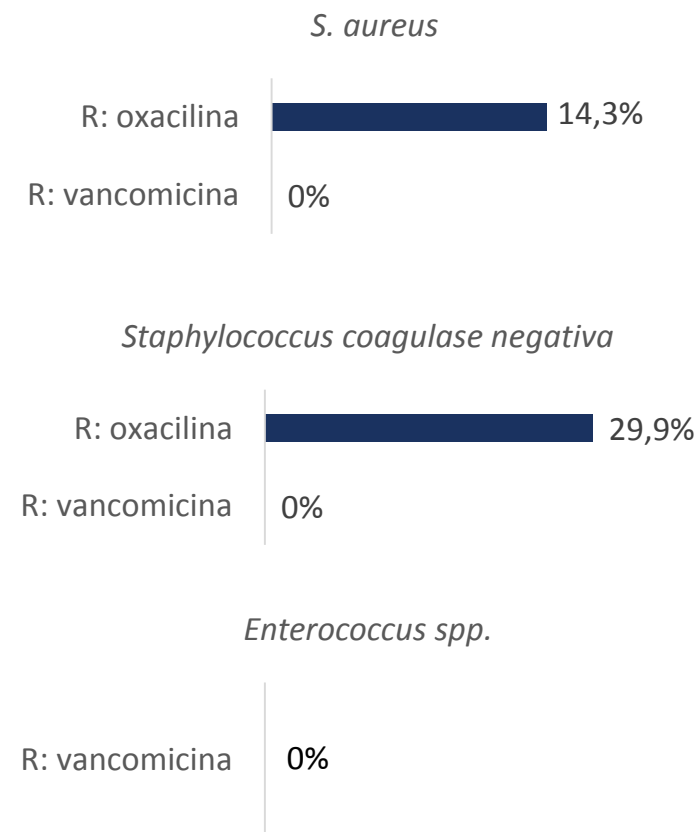 S. aureus
R: oxacilina 14,3%
R: vancomicina 0%
Staphylococcus coagulase negativa
R: oxacilina 29,9%
R: vancomicina 0%
Enterococcus spp.
R: vancomicina 0%